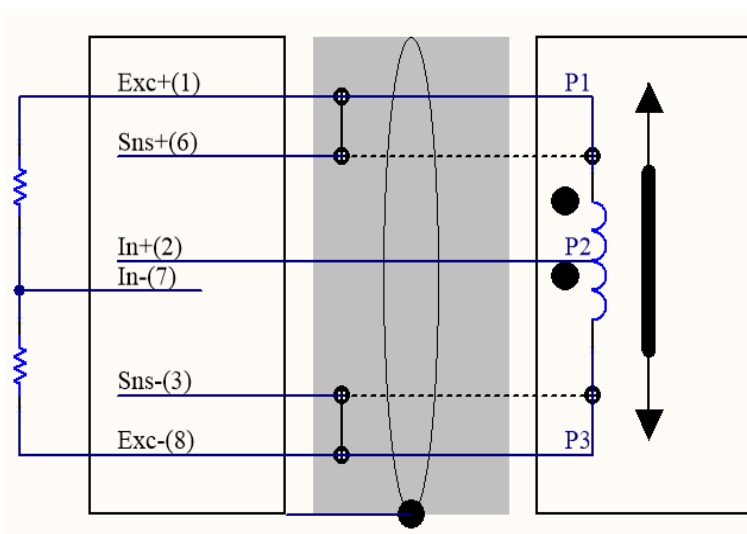 Exc+(1) P1
Sns+(6)
In+(2) P2
In-(7)
Sns-(3)
Exc-(8) P3